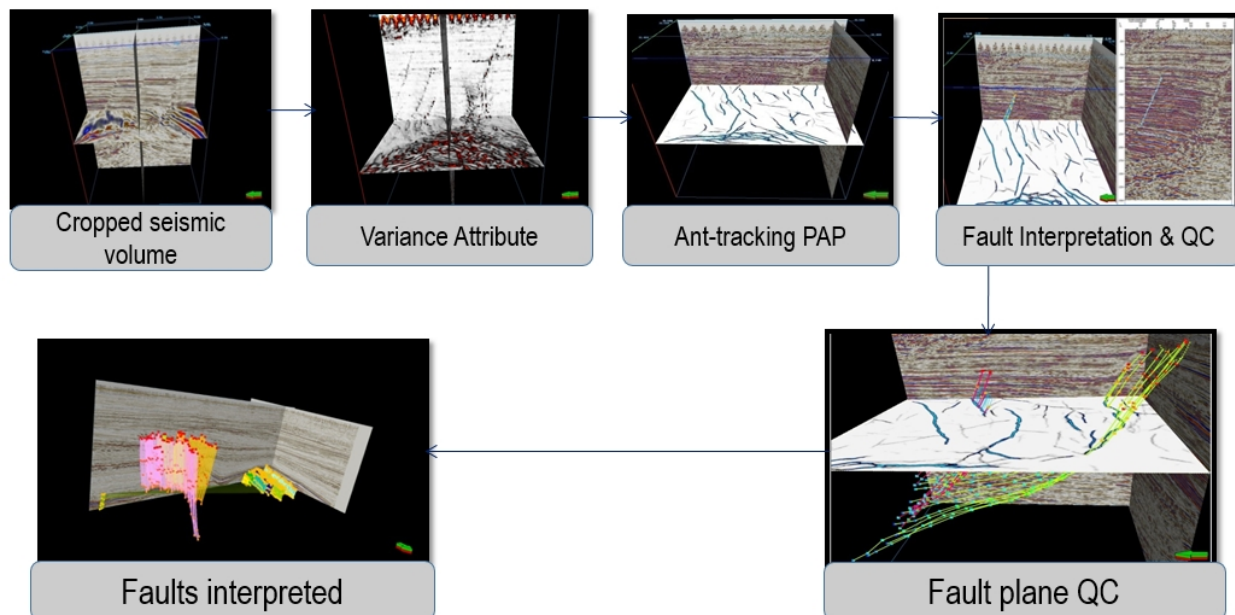 Cropped seismic
volume
Variance Attribute
Ant-tracking PAP
Fault Interpretation & QC
Faults interpreted
Fault plane QC